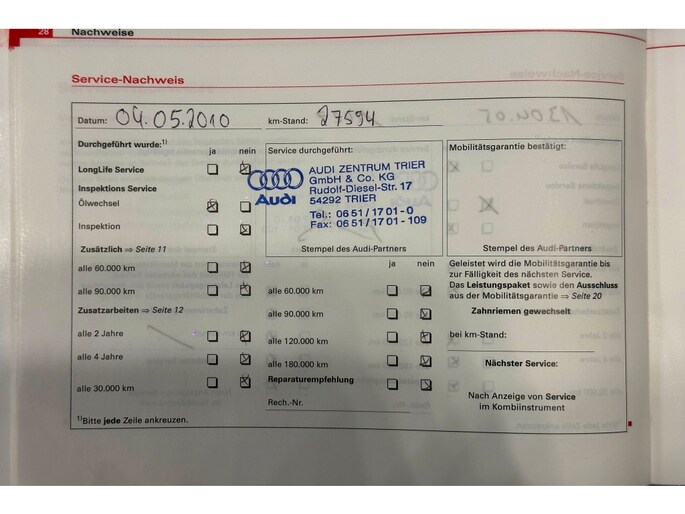 28 Nachweise
Service-Nachweis
Datum: 04.05.2010 km-Stand: 27594
Durchgeführt wurde:¹⁾
ja nein
LongLife Service
Inspektions Service
Ölwechsel
Inspektion
Zusätzlich ⇒ Seite 11
alle 60.000 km
alle 90.000 km
Zusatzarbeiten ⇒ Seite 12
alle 2 Jahre
alle 4 Jahre
alle 30.000 km
¹⁾Bitte jede Zeile ankreuzen.
Service durchgeführt:
Audi
AUDI ZENTRUM TRIER
GmbH & Co. KG
Rudolf-Diesel-Str. 17
54292 TRIER
Tel.: 06 51 / 17 01 - 0
Fax: 06 51 / 17 01 - 109
Stempel des Audi-Partners
ja nein
alle 60.000 km
alle 90.000 km
alle 120.000 km
alle 180.000 km
Reparaturempfehlung
Rech.-Nr.
Mobilitätsgarantie bestätigt:
Stempel des Audi-Partners
Geleistet wird die Mobilitätsgarantie bis
zur Fälligkeit des nächsten Service.
Das Leistungspaket sowie den Ausschluss
aus der Mobilitätsgarantie ⇒ Seite 20
Zahnriemen gewechselt
bei km-Stand:
Nächster Service:
Nach Anzeige von Service
im Kombiinstrument